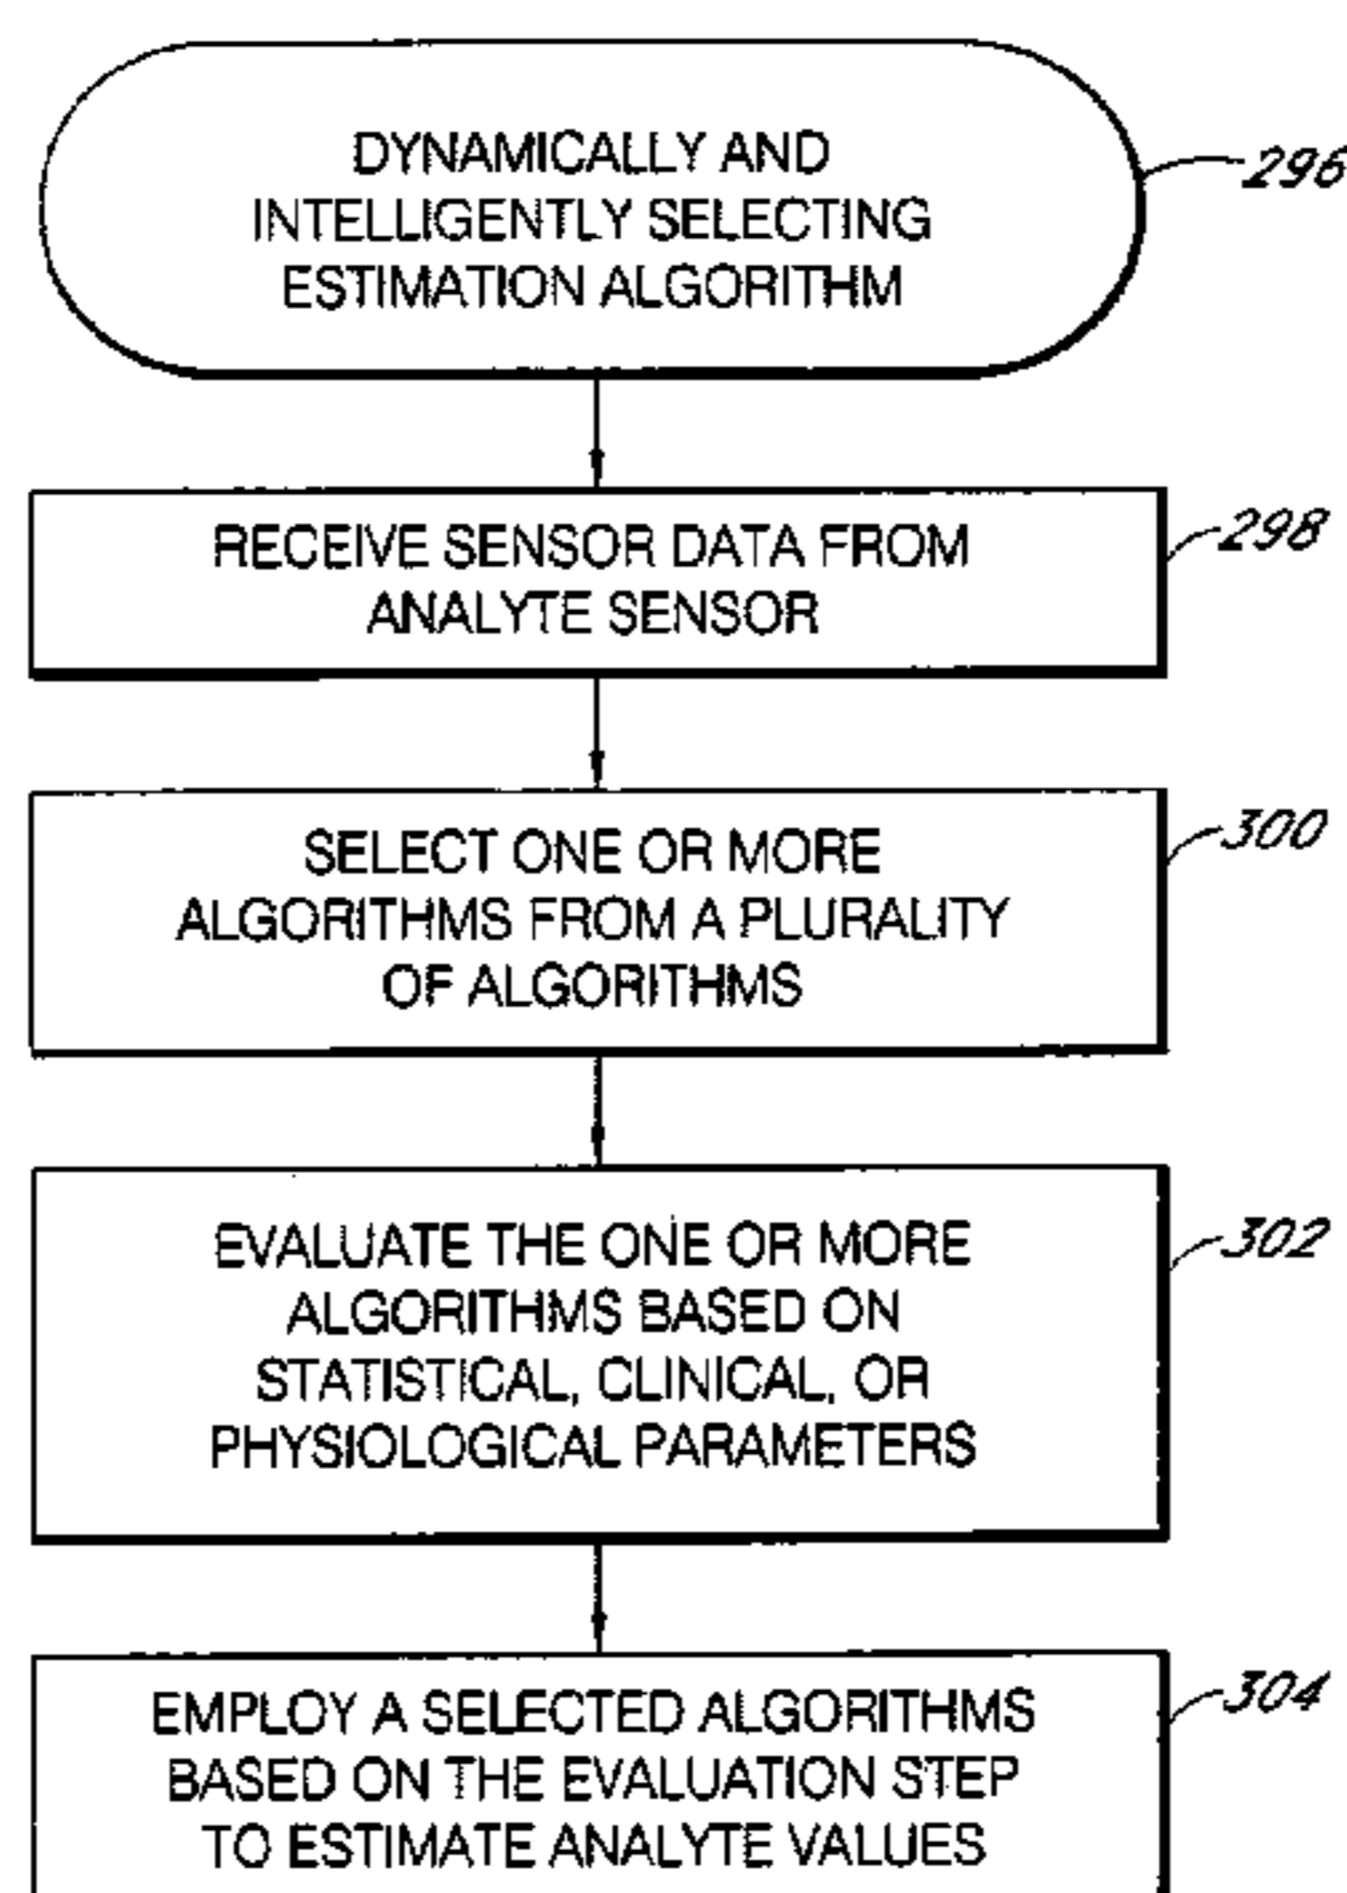 DYNAMICALLY AND
INTELLIGENTLY SELECTING
ESTIMATION ALGORITHM
296
RECEIVE SENSOR DATA FROM
ANALYTE SENSOR
298
SELECT ONE OR MORE
ALGORITHMS FROM A PLURALITY
OF ALGORITHMS
300
EVALUATE THE ONE OR MORE
ALGORITHMS BASED ON
STATISTICAL, CLINICAL, OR
PHYSIOLOGICAL PARAMETERS
302
EMPLOY A SELECTED ALGORITHMS
BASED ON THE EVALUATION STEP
TO ESTIMATE ANALYTE VALUES
304